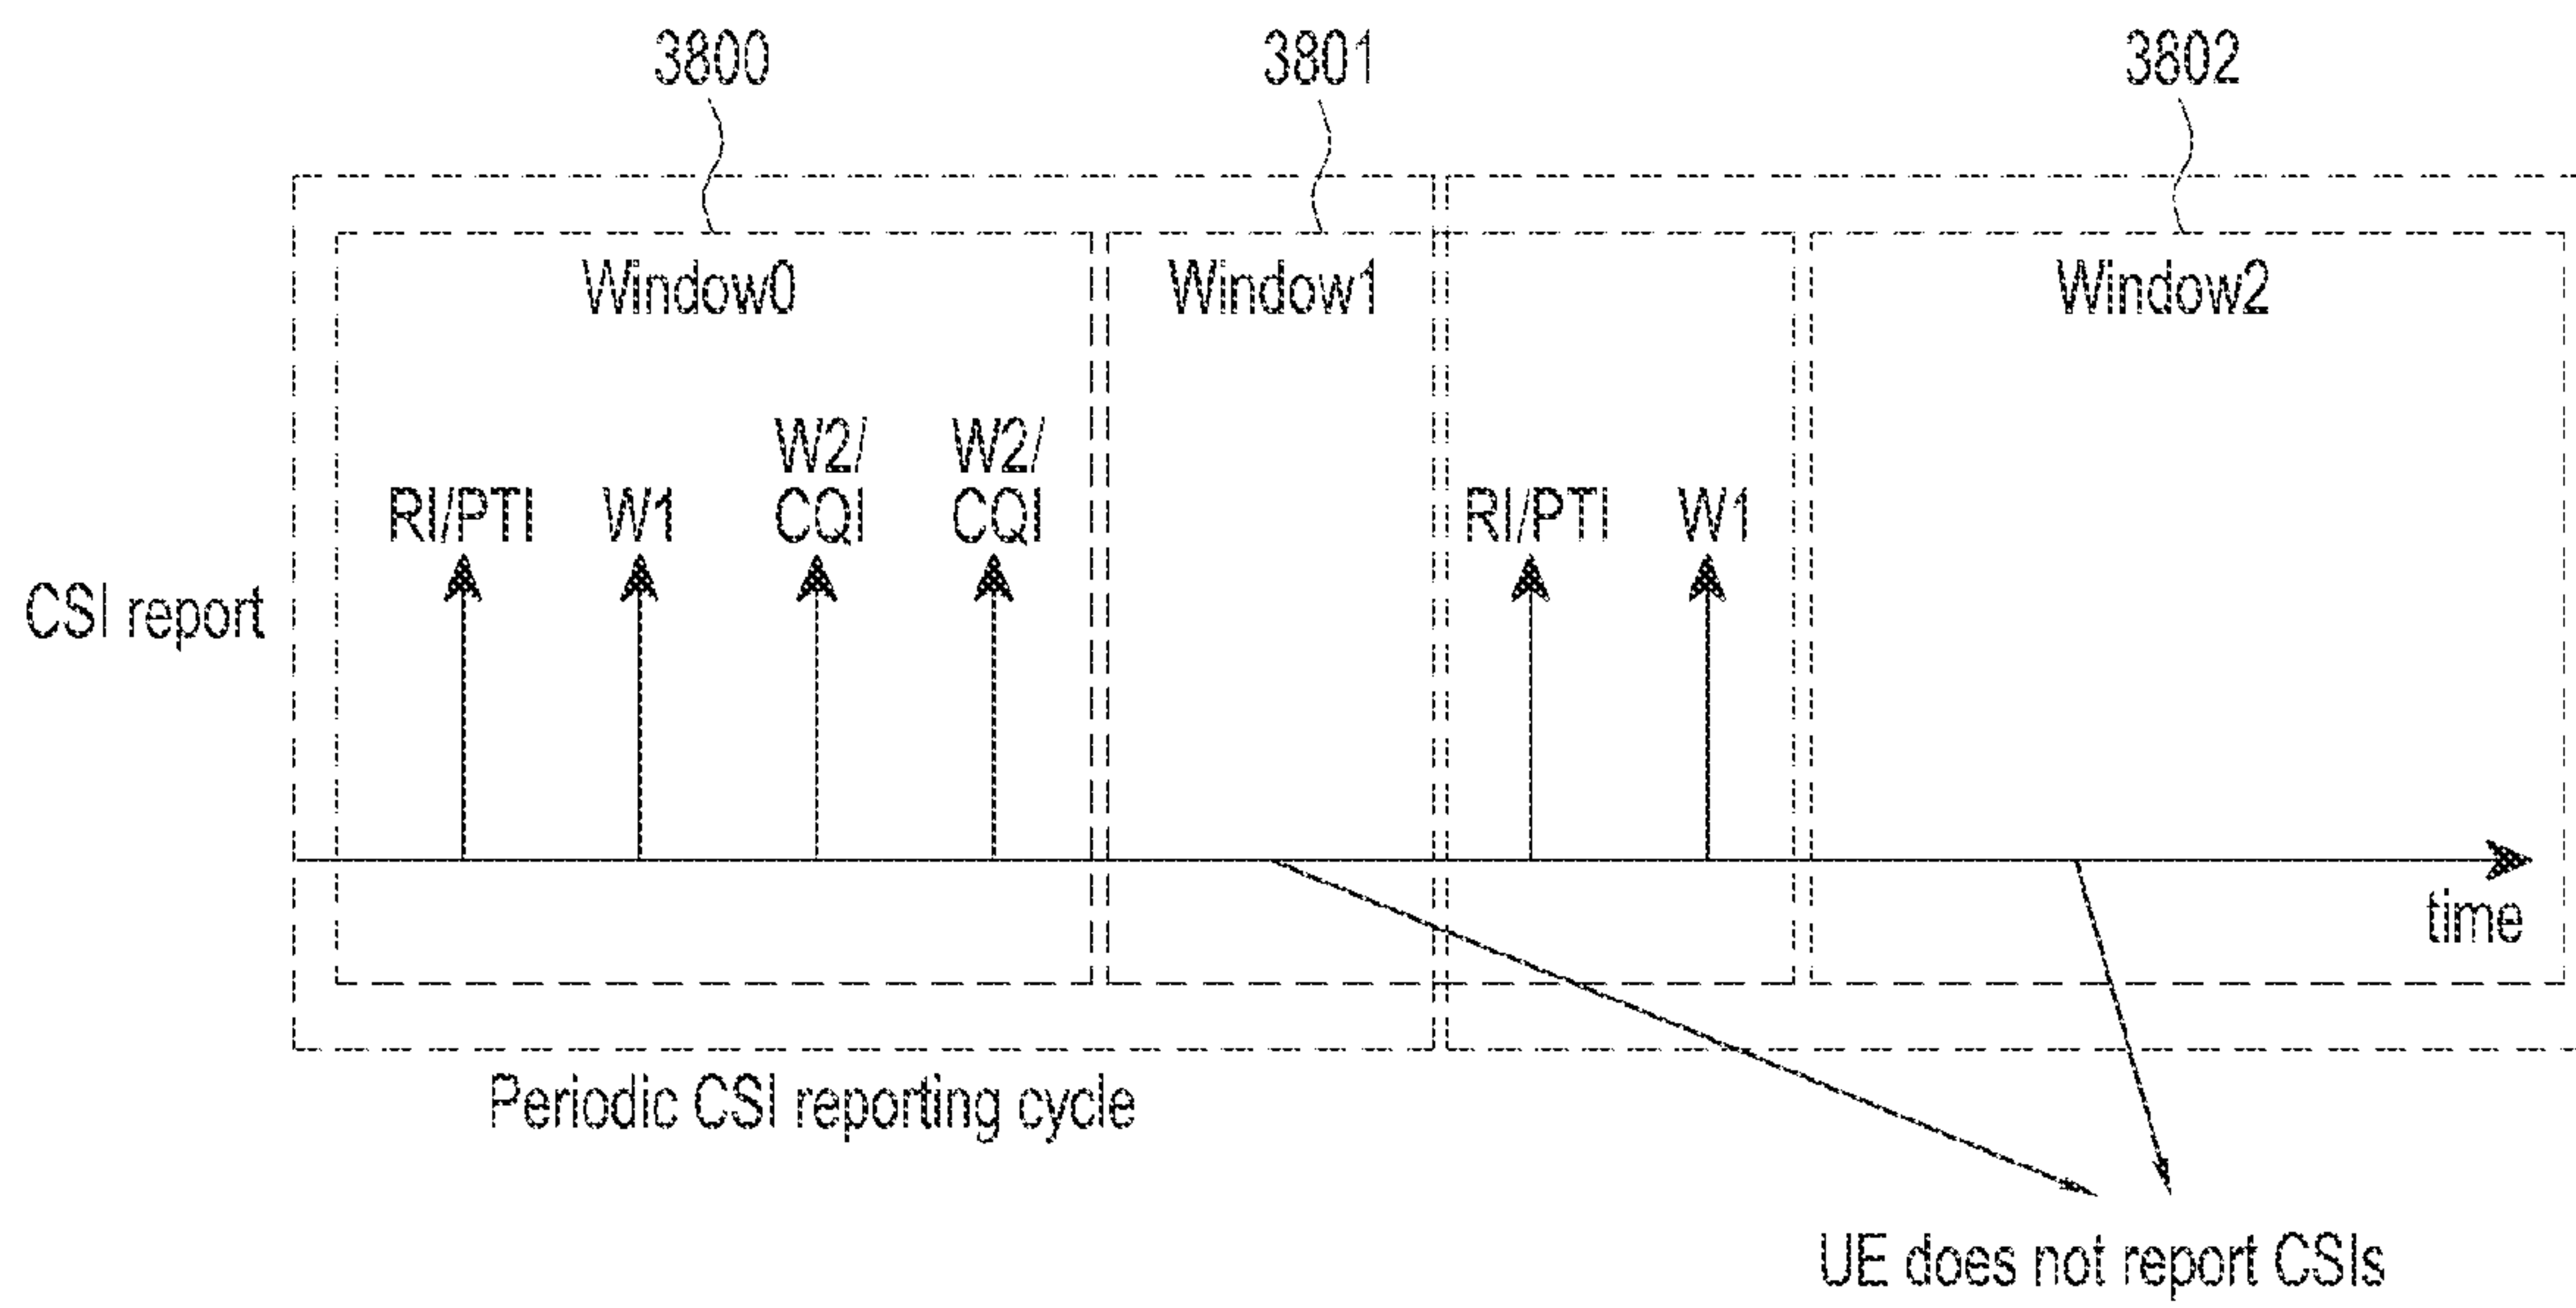 3800
3801
3802
Window0
Window1
Window2
RI/PTI
W1
W2/
CQI
W2/
CQI
RI/PTI
W1
CSI report
time
Periodic CSI reporting cycle
UE does not report CSIs